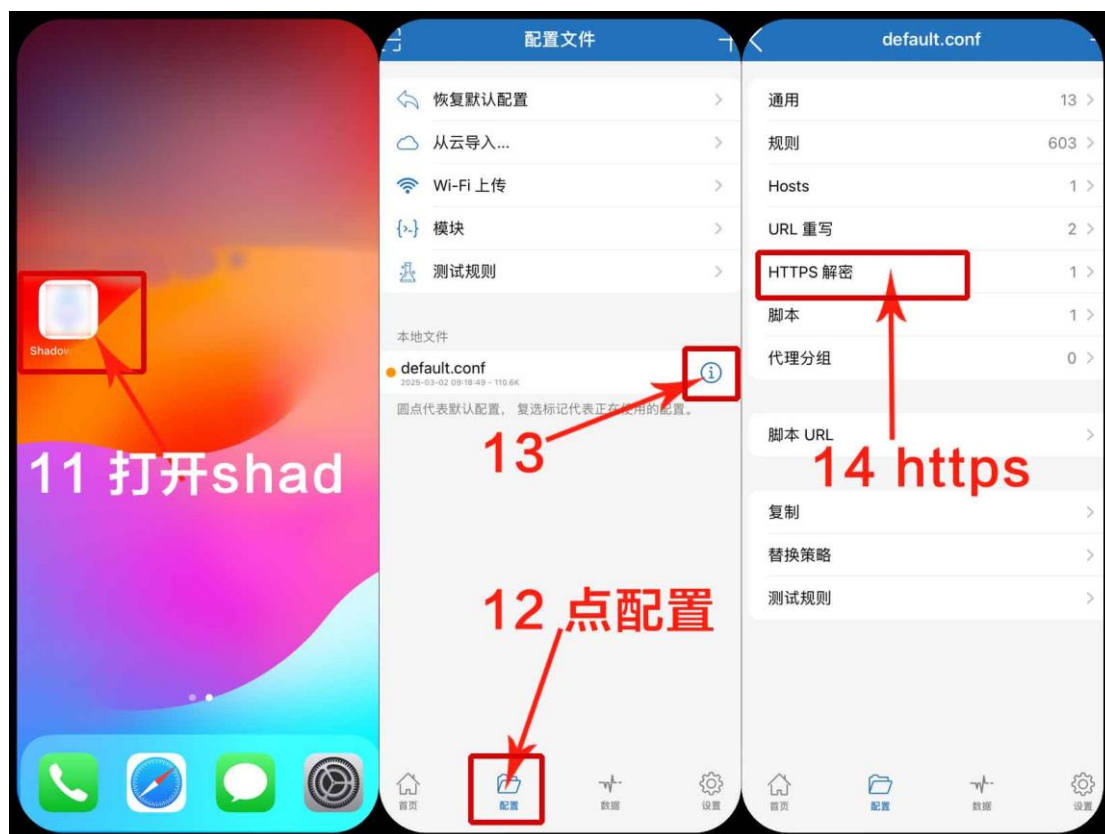 Shadow
11 打开shad
配置文件
恢复默认配置
从云导入...
Wi-Fi 上传
模块
测试规则
本地文件
default.conf
2025-03-02 09:18:49 - 110.6K
圆点代表默认配置， 复选标记代表正在使用的配置。
13
12 点配置
首页
配置
数据
设置
default.conf
通用 13
规则 603
Hosts 1
URL 重写 2
HTTPS 解密 1
脚本 1
代理分组 0
脚本 URL
14 https
复制
替换策略
测试规则
首页
配置
数据
设置